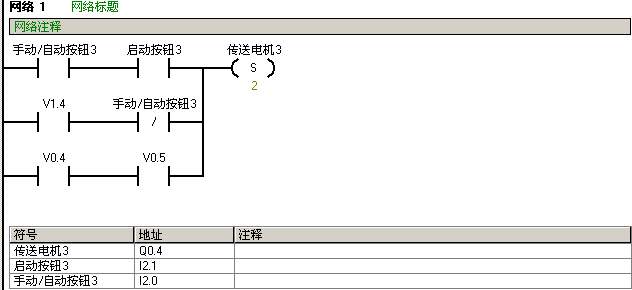 网络 1 网络标题
网络注释
手动/自动按钮3 启动按钮3 传送电机3
S
2
V1.4 手动/自动按钮3
/
V0.4 V0.5
符号 地址 注释
传送电机3 Q0.4
启动按钮3 I2.1
手动/自动按钮3 I2.0